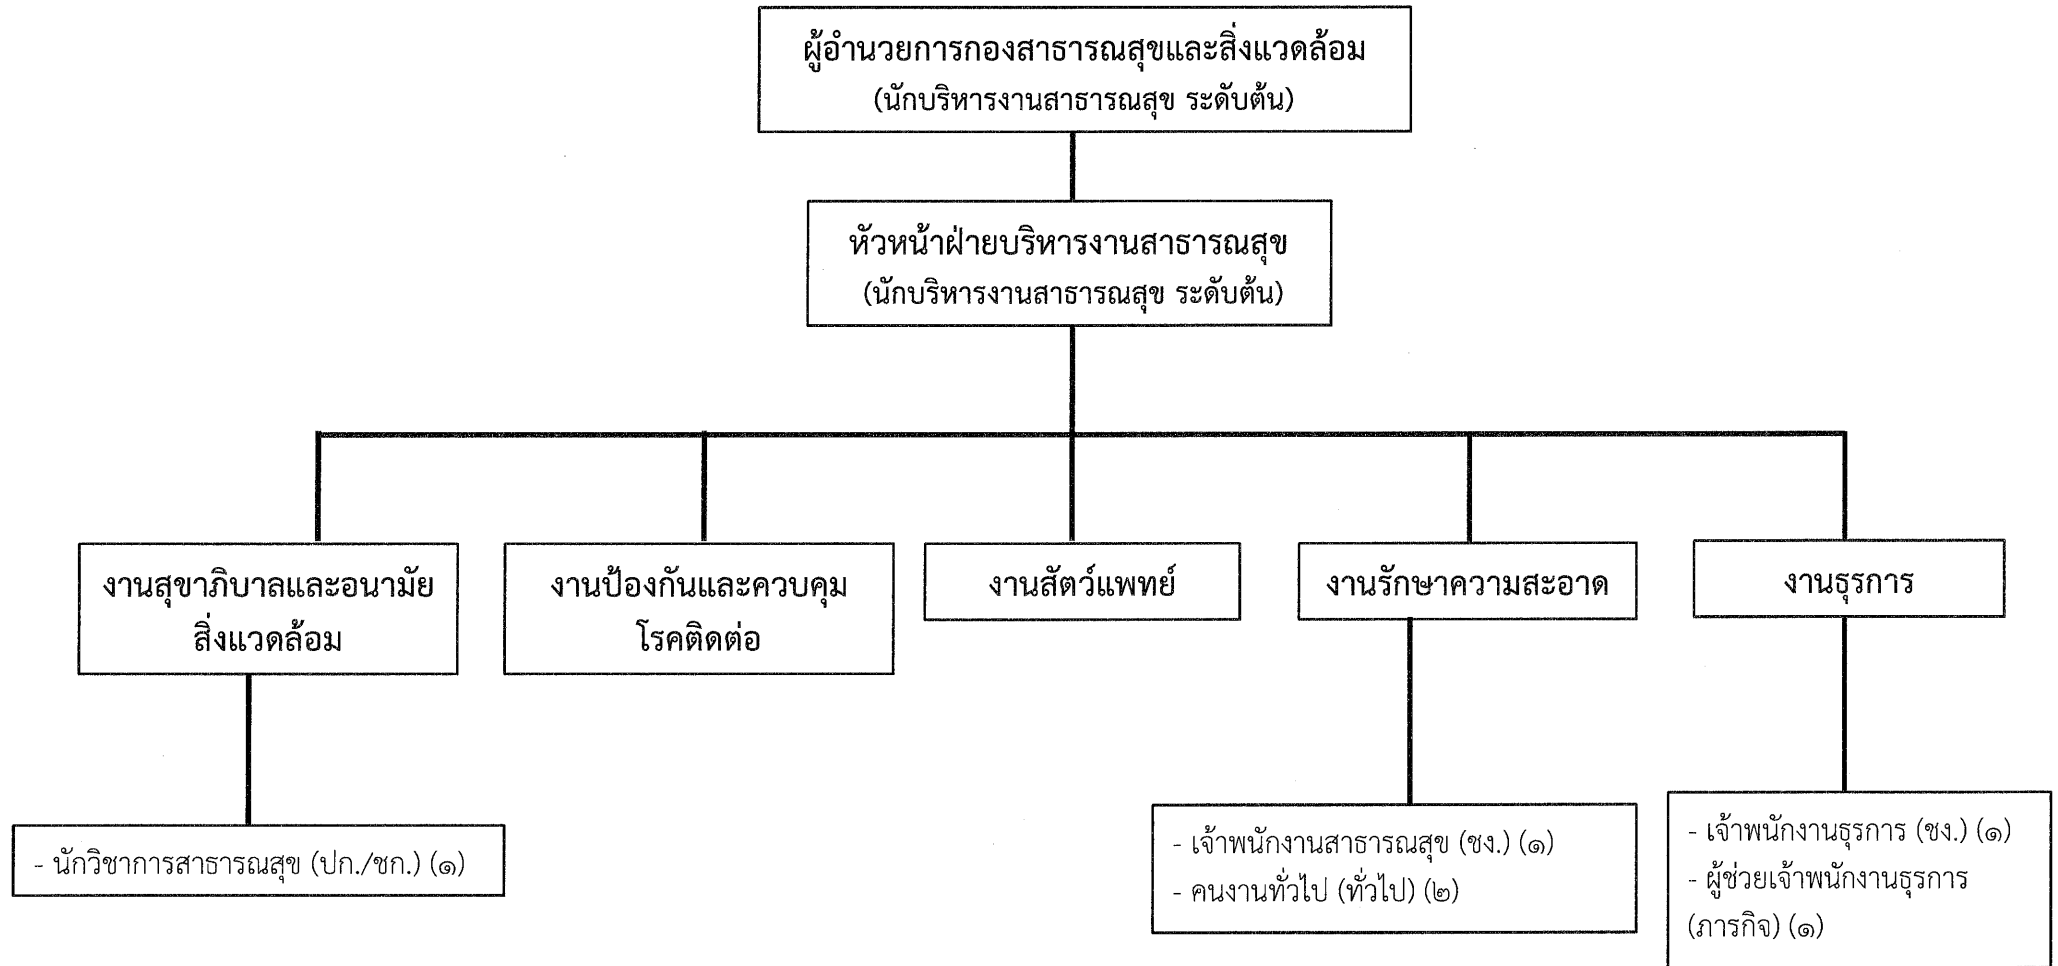 ผู้อำนวยการกองสาธารณสุขและสิ่งแวดล้อม
(นักบริหารงานสาธารณสุข ระดับต้น)
หัวหน้าฝ่ายบริหารงานสาธารณสุข
(นักบริหารงานสาธารณสุข ระดับต้น)
งานสุขาภิบาลและอนามัย
สิ่งแวดล้อม
งานป้องกันและควบคุม
โรคติดต่อ
งานสัตว์แพทย์
งานรักษาความสะอาด
งานธุรการ
- นักวิชาการสาธารณสุข (ปก./ชก.) (๑)
- เจ้าพนักงานสาธารณสุข (ชง.) (๑)
- คนงานทั่วไป (ทั่วไป) (๒)
- เจ้าพนักงานธุรการ (ชง.) (๑)
- ผู้ช่วยเจ้าพนักงานธุรการ
(ภารกิจ) (๑)